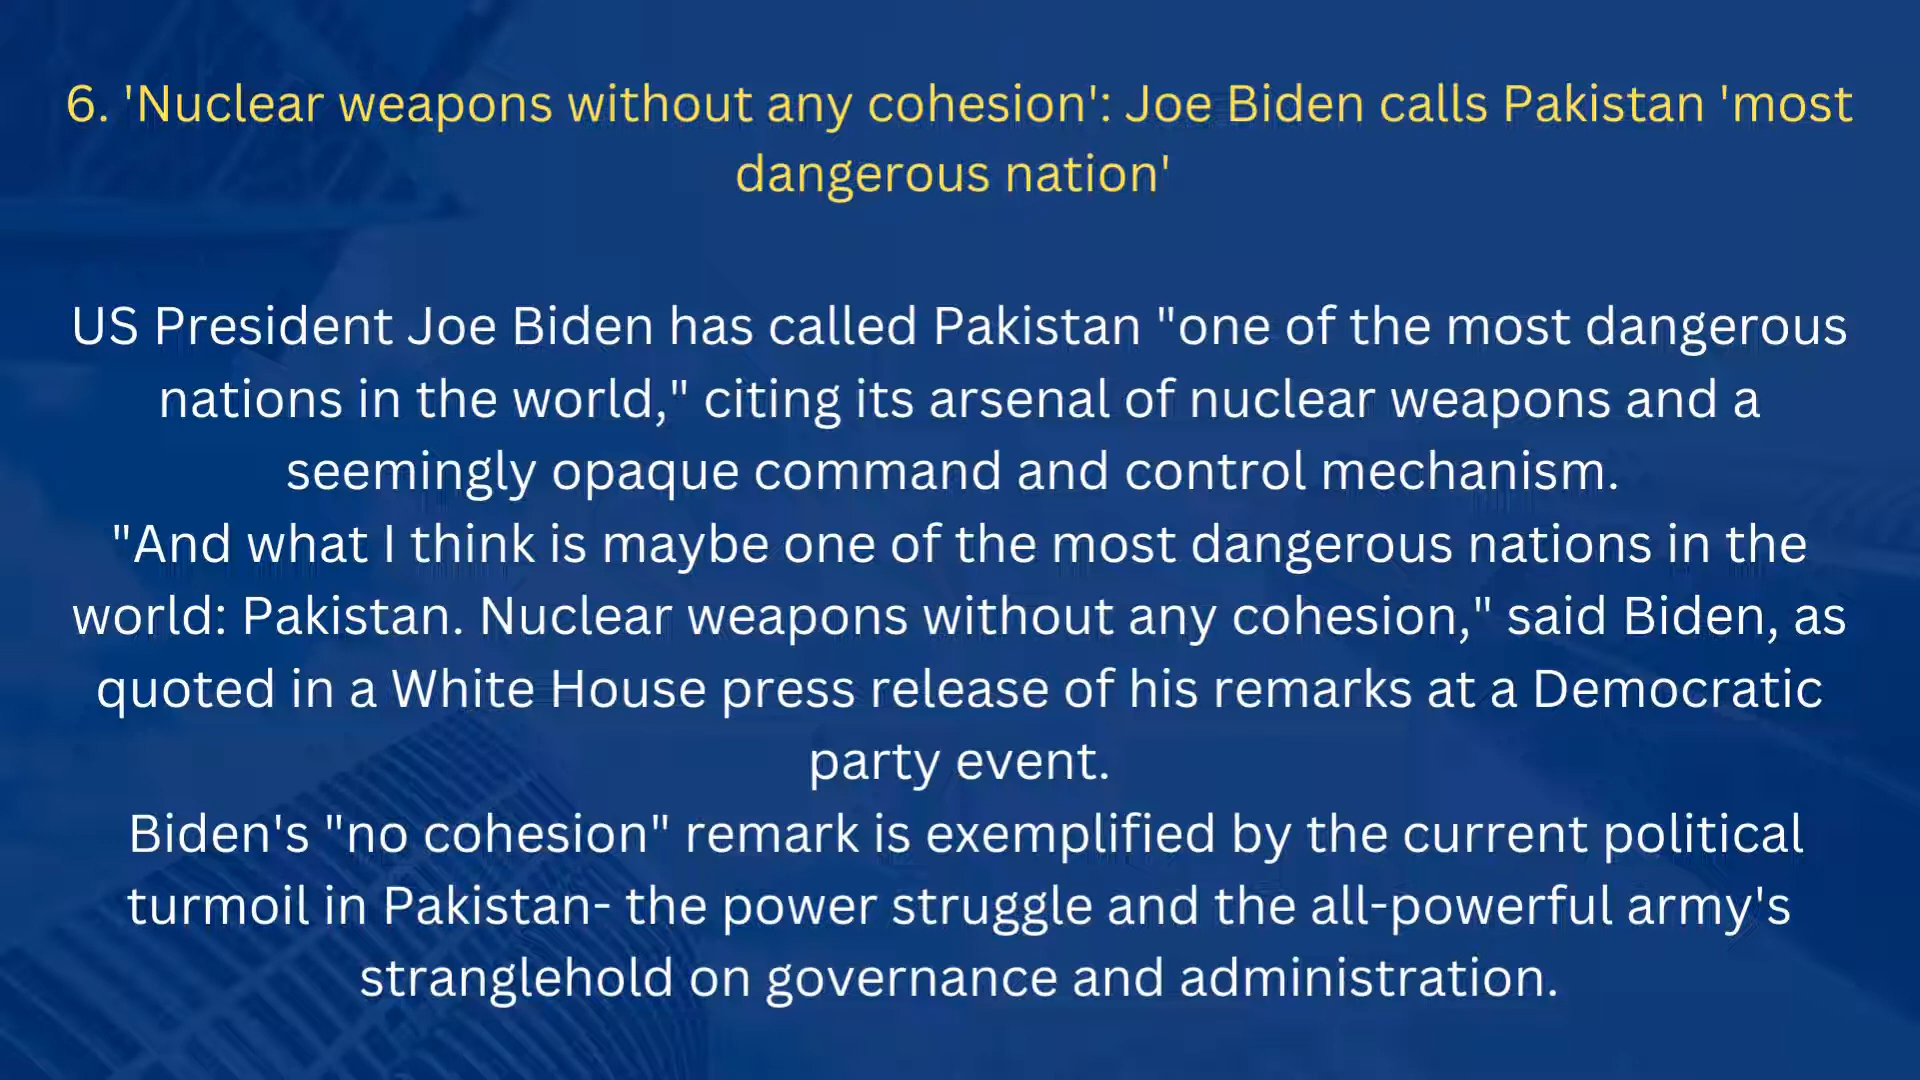 6. 'Nuclear weapons without any cohesion': Joe Biden calls Pakistan 'most
dangerous nation'
US President Joe Biden has called Pakistan "one of the most dangerous
nations in the world," citing its arsenal of nuclear weapons and a
seemingly opaque command and control mechanism.
"And what I think is maybe one of the most dangerous nations in the
world: Pakistan. Nuclear weapons without any cohesion," said Biden, as
quoted in a White House press release of his remarks at a Democratic
party event.
Biden's "no cohesion" remark is exemplified by the current political
turmoil in Pakistan- the power struggle and the all-powerful army's
stranglehold on governance and administration.